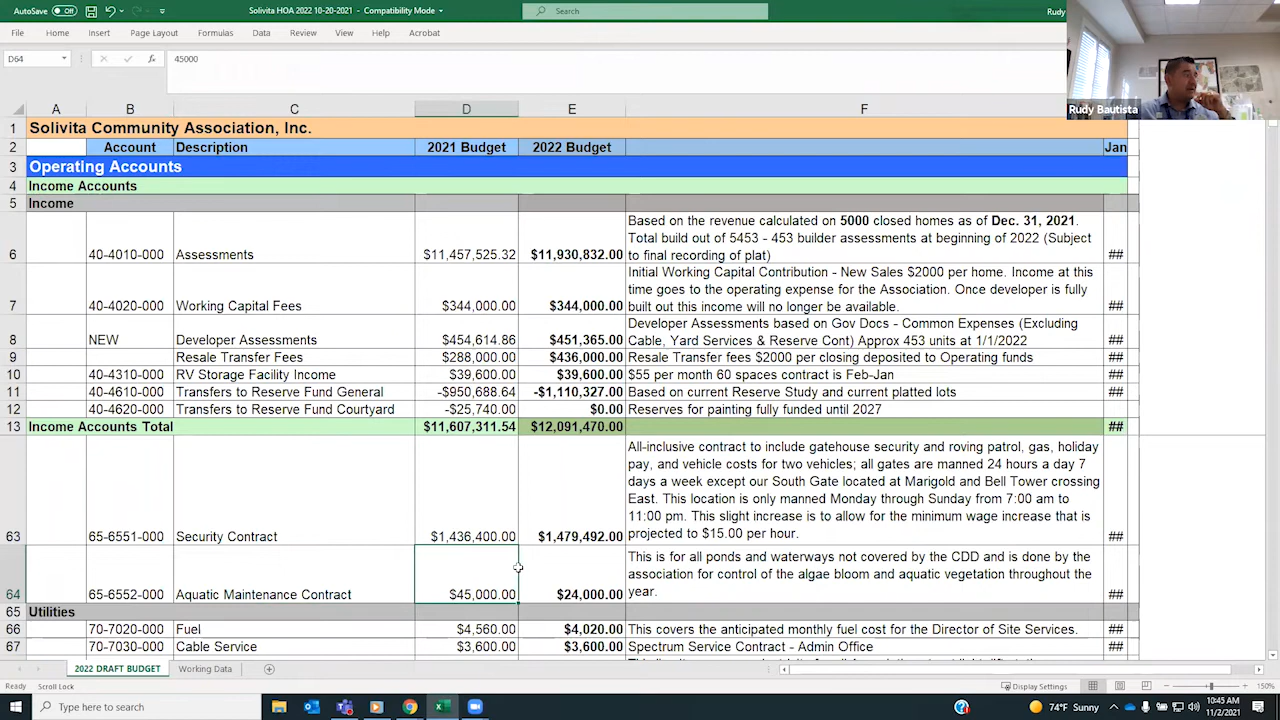 AutoSave Off Solivita HOA 2022 10-20-2021 - Compatibility Mode Search Rudy
File Home Insert Page Layout Formulas Data Review View Help Acrobat
D64 fx 45000
Rudy Bautista
A B C D E F
1 Solivita Community Association, Inc.
2 Account Description 2021 Budget 2022 Budget Jan
3 Operating Accounts
4 Income Accounts
5 Income
Based on the revenue calculated on 5000 closed homes as of Dec. 31, 2021.
Total build out of 5453 - 453 builder assessments at beginning of 2022 (Subject
6 40-4010-000 Assessments $11,457,525.32 $11,930,832.00 to final recording of plat) ##
Initial Working Capital Contribution - New Sales $2000 per home. Income at this
time goes to the operating expense for the Association. Once developer is fully
7 40-4020-000 Working Capital Fees $344,000.00 $344,000.00 built out this income will no longer be available. ##
Developer Assessments based on Gov Docs - Common Expenses (Excluding
8 NEW Developer Assessments $454,614.86 $451,365.00 Cable, Yard Services & Reserve Cont) Approx 453 units at 1/1/2022 ##
9 Resale Transfer Fees $288,000.00 $436,000.00 Resale Transfer fees $2000 per closing deposited to Operating funds ##
10 40-4310-000 RV Storage Facility Income $39,600.00 $39,600.00 $55 per month 60 spaces contract is Feb-Jan ##
11 40-4610-000 Transfers to Reserve Fund General -$950,688.64 -$1,110,327.00 Based on current Reserve Study and current platted lots ##
12 40-4620-000 Transfers to Reserve Fund Courtyard -$25,740.00 $0.00 Reserves for painting fully funded until 2027
13 Income Accounts Total $11,607,311.54 $12,091,470.00 ##
All-inclusive contract to include gatehouse security and roving patrol, gas, holiday
pay, and vehicle costs for two vehicles; all gates are manned 24 hours a day 7
days a week except our South Gate located at Marigold and Bell Tower crossing
East. This location is only manned Monday through Sunday from 7:00 am to
11:00 pm. This slight increase is to allow for the minimum wage increase that is
63 65-6551-000 Security Contract $1,436,400.00 $1,479,492.00 projected to $15.00 per hour. ##
This is for all ponds and waterways not covered by the CDD and is done by the
association for control of the algae bloom and aquatic vegetation throughout the
64 65-6552-000 Aquatic Maintenance Contract $45,000.00 $24,000.00 year. ##
65 Utilities
66 70-7020-000 Fuel $4,560.00 $4,020.00 This covers the anticipated monthly fuel cost for the Director of Site Services. ##
67 70-7030-000 Cable Service $3,600.00 $3,600.00 Spectrum Service Contract - Admin Office ##
2022 DRAFT BUDGET Working Data
Ready Scroll Lock Display Settings 150%
Type here to search 74°F Sunny 10:45 AM
11/2/2021